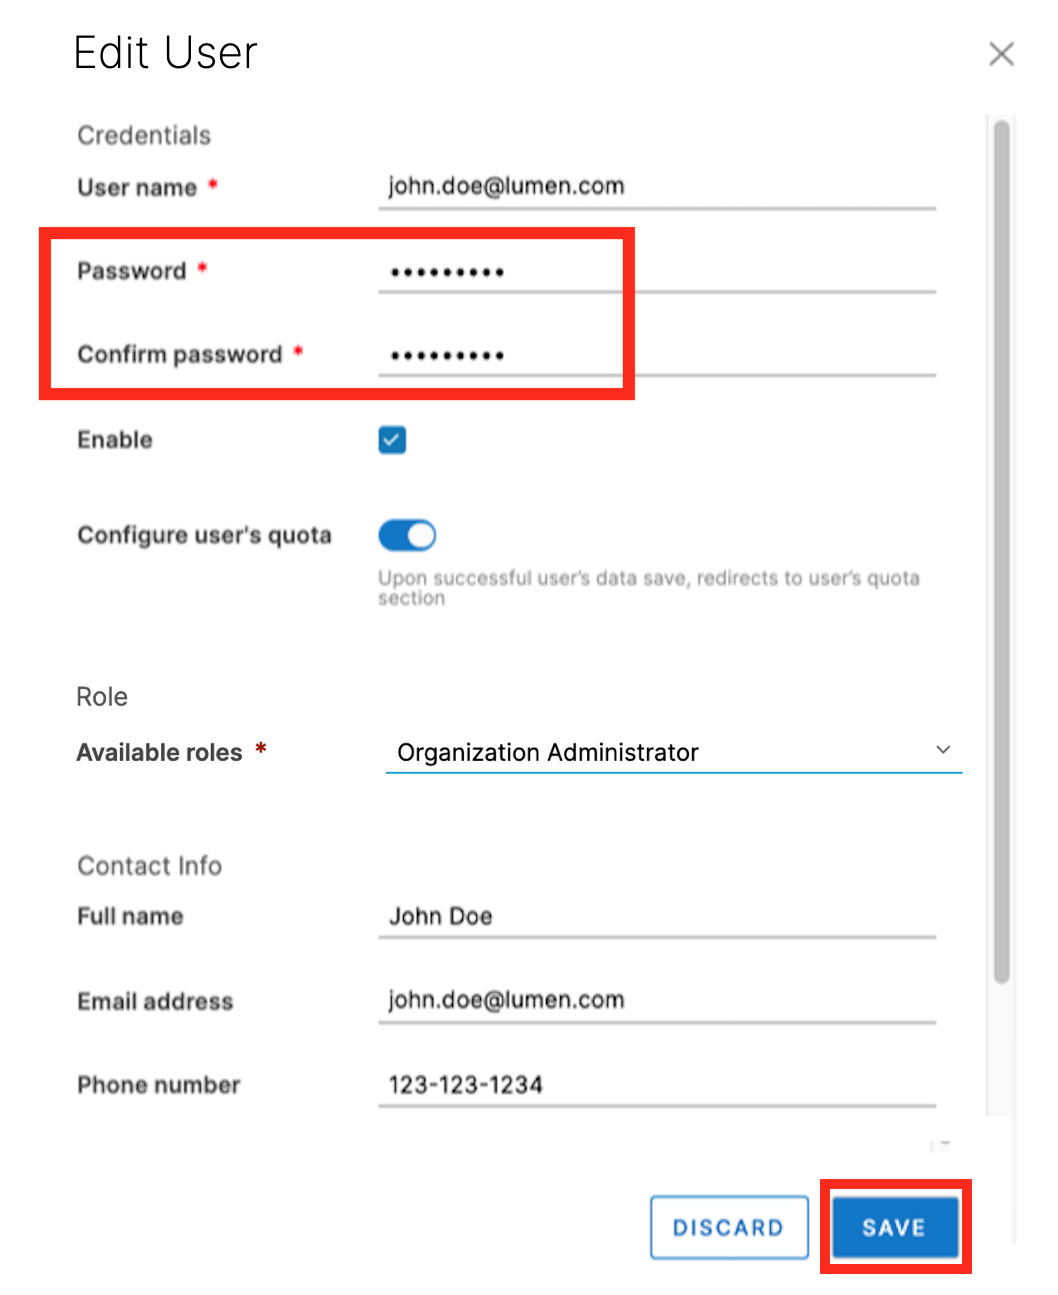 Edit User
Credentials
User name * john.doe@lumen.com
Password * •••••••••
Confirm password * •••••••••
Enable
Configure user's quota
Upon successful user's data save, redirects to user's quota
section
Role
Available roles * Organization Administrator
Contact Info
Full name John Doe
Email address john.doe@lumen.com
Phone number 123-123-1234
DISCARD SAVE